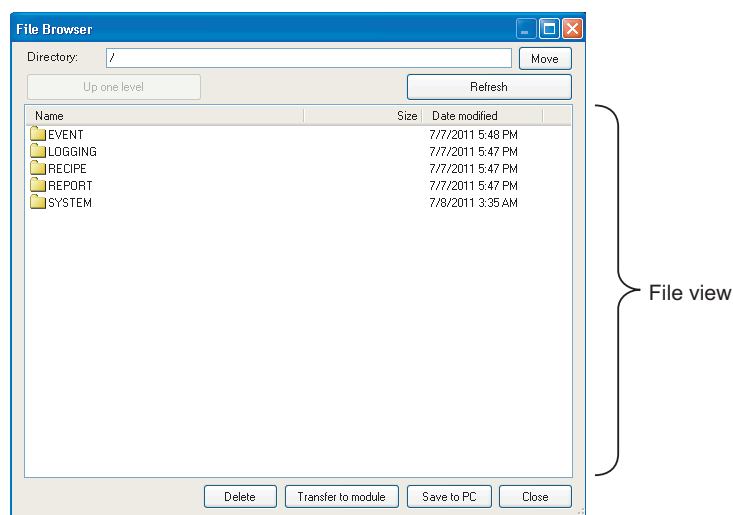 File Browser
Directory: / Move
Up one level Refresh
Name Size Date modified
EVENT 7/7/2011 5:48 PM
LOGGING 7/7/2011 5:47 PM
RECIPE 7/7/2011 5:47 PM
REPORT 7/7/2011 5:47 PM
SYSTEM 7/8/2011 3:35 AM
File view
Delete Transfer to module Save to PC Close